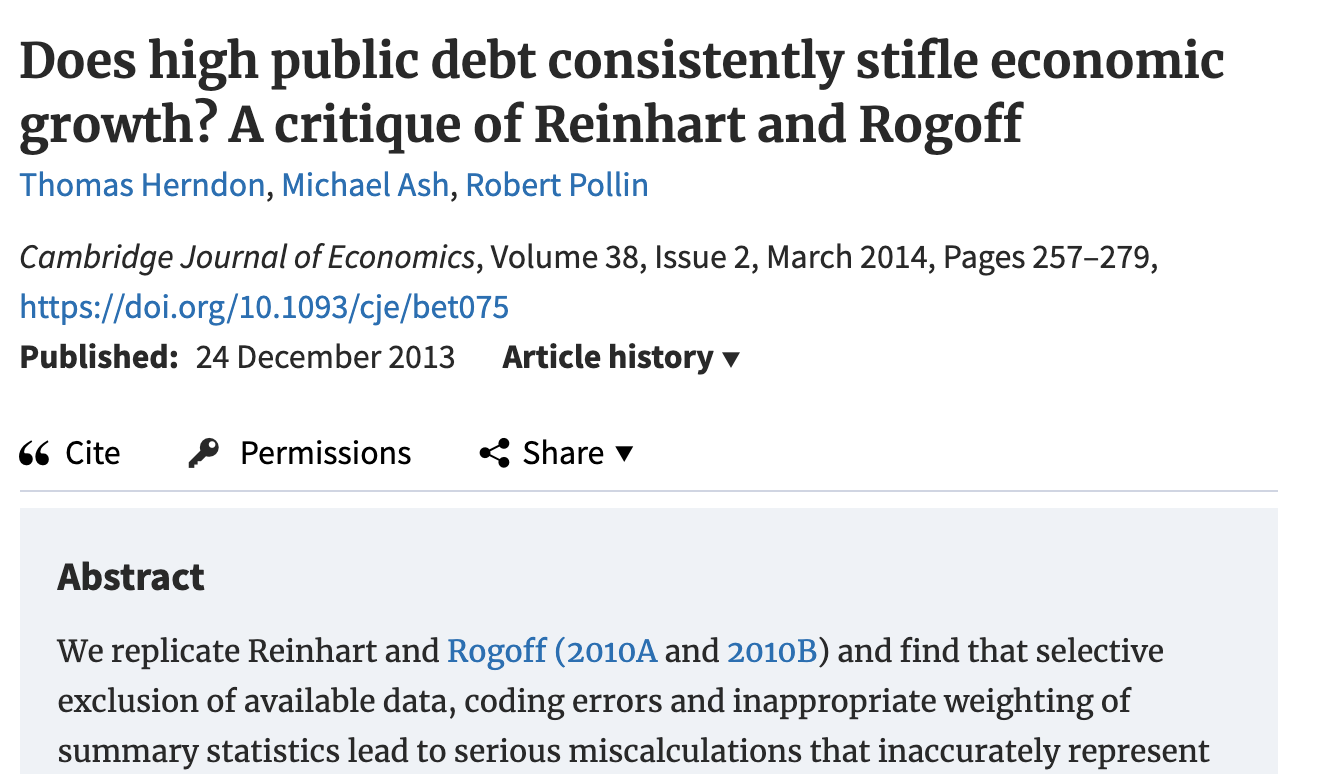 Does high public debt consistently stifle economic
growth? A critique of Reinhart and Rogoff
Thomas Herndon, Michael Ash, Robert Pollin
Cambridge Journal of Economics, Volume 38, Issue 2, March 2014, Pages 257–279,
https://doi.org/10.1093/cje/bet075
Published: 24 December 2013 Article history ▼
Cite Permissions Share ▼
Abstract
We replicate Reinhart and Rogoff (2010A and 2010B) and find that selective
exclusion of available data, coding errors and inappropriate weighting of
summary statistics lead to serious miscalculations that inaccurately represent